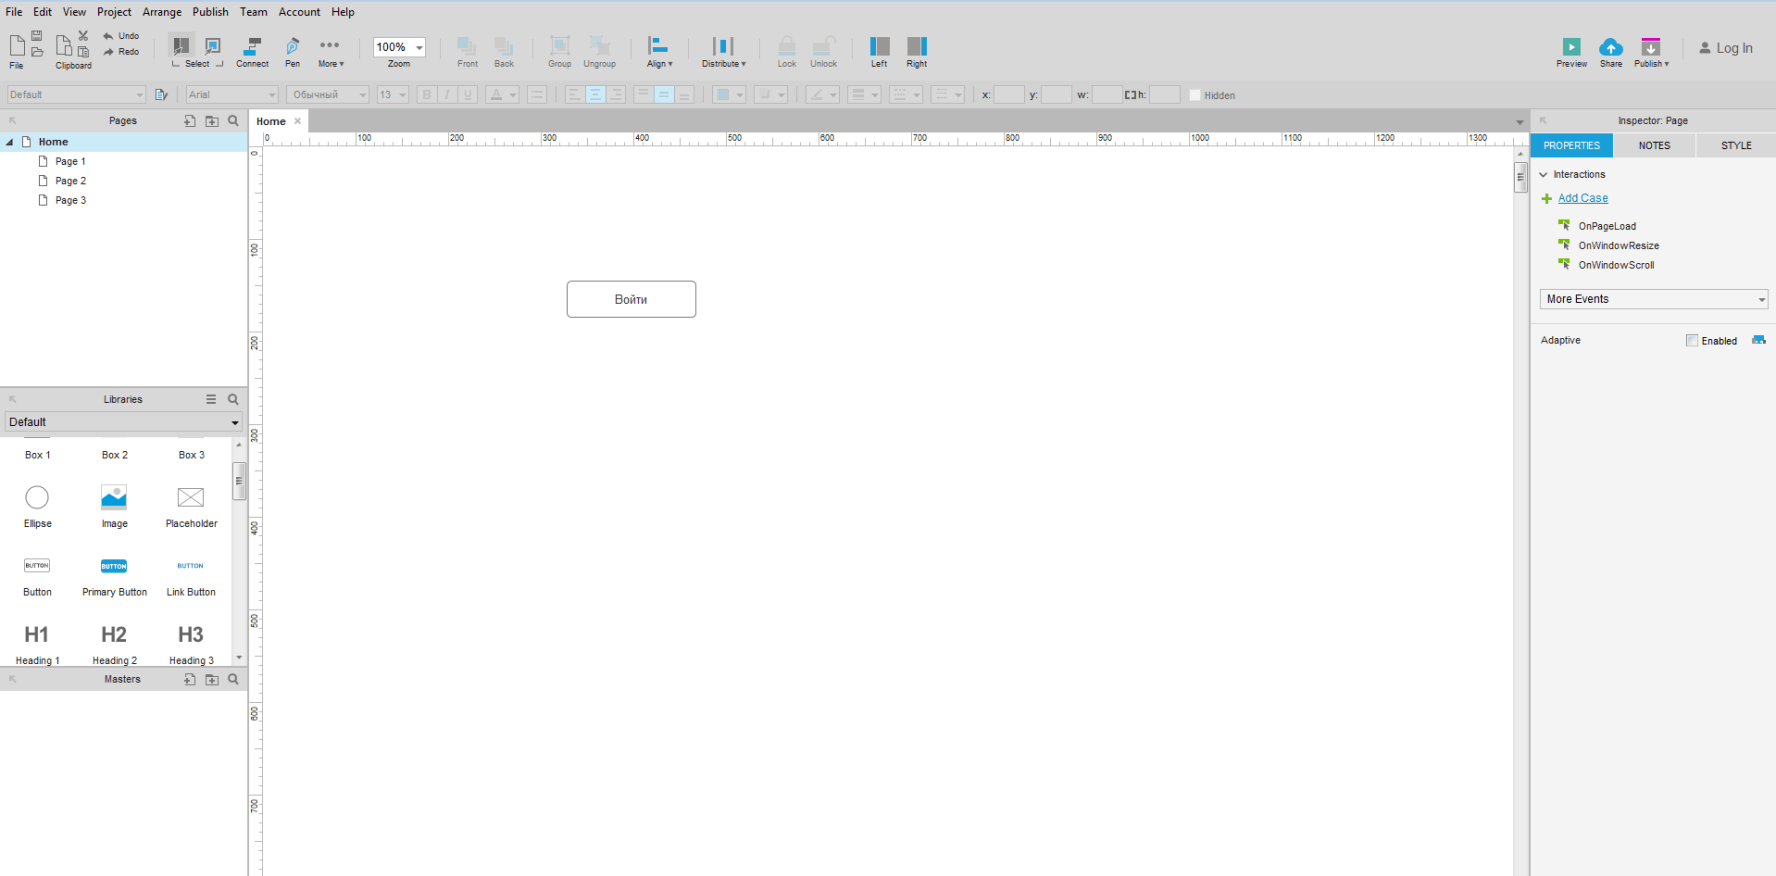 File Edit View Project Arrange Publish Team Account Help
Undo
Redo
File Clipboard Select Connect Pen More ▾ 100% Zoom Front Back Group Ungroup Align ▾ Distribute ▾ Lock Unlock Left Right Preview Share Publish ▾ Log In
Default Arial Обычный 13 B I U A x: y: w: h: Hidden
Pages
Home
Page 1
Page 2
Page 3
Home
0 100 200 300 400 500 600 700 800 900 1000 1100 1200 1300
0
100
200
300
400
500
600
700
Войти
Libraries
Default
Box 1 Box 2 Box 3
Ellipse Image Placeholder
BUTTON BUTTON BUTTON
Button Primary Button Link Button
H1 H2 H3
Heading 1 Heading 2 Heading 3
Masters
Inspector: Page
PROPERTIES NOTES STYLE
Interactions
Add Case
OnPageLoad
OnWindowResize
OnWindowScroll
More Events
Adaptive Enabled